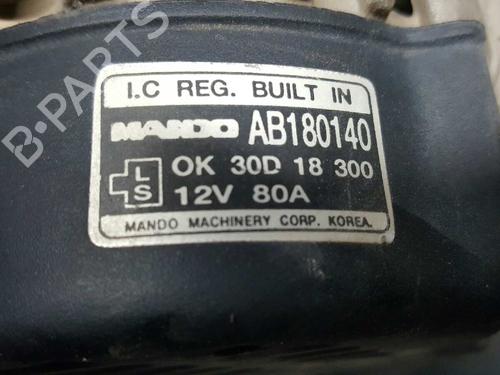 B-PARTS
I.C REG. BUILT IN
MANDO AB180140
L S OK 30D 18 300
12V 80A
MANDO MACHINERY CORP. KOREA.